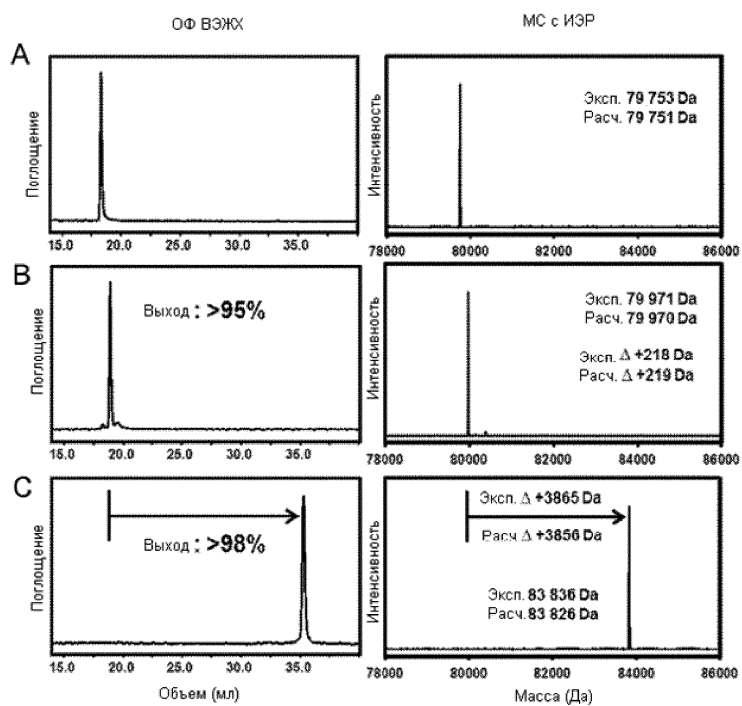 ОФ ВЭЖХ
МС с ИЭР
A
Поглощение
15.0 20.0 25.0 30.0 35.0
Интенсивность
Эксп. 79 753 Da
Расч. 79 751 Da
78000 80000 82000 84000 86000
B
Поглощение
Выход : >95%
15.0 20.0 25.0 30.0 35.0
Интенсивность
Эксп. 79 971 Da
Расч. 79 970 Da
Эксп. Δ +218 Da
Расч. Δ +219 Da
78000 80000 82000 84000 86000
C
Поглощение
Выход : >98%
15.0 20.0 25.0 30.0 35.0
Объем (мл)
Интенсивность
Эксп. Δ +3865 Da
Расч. Δ +3856 Da
Эксп. 83 836 Da
Расч. 83 826 Da
78000 80000 82000 84000 86000
Масса (Да)